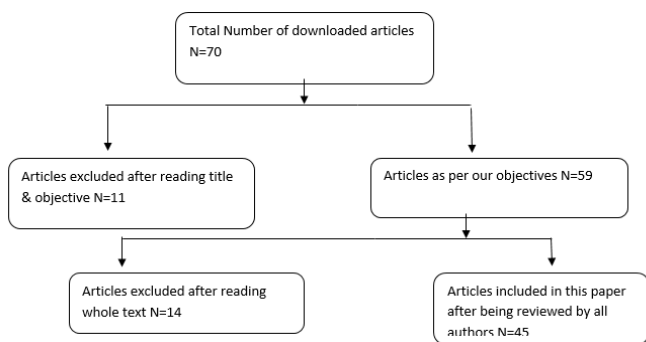 Total Number of downloaded articles
N=70
Articles excluded after reading title
& objective N=11
Articles as per our objectives N=59
Articles excluded after reading
whole text N=14
Articles included in this paper
after being reviewed by all
authors N=45